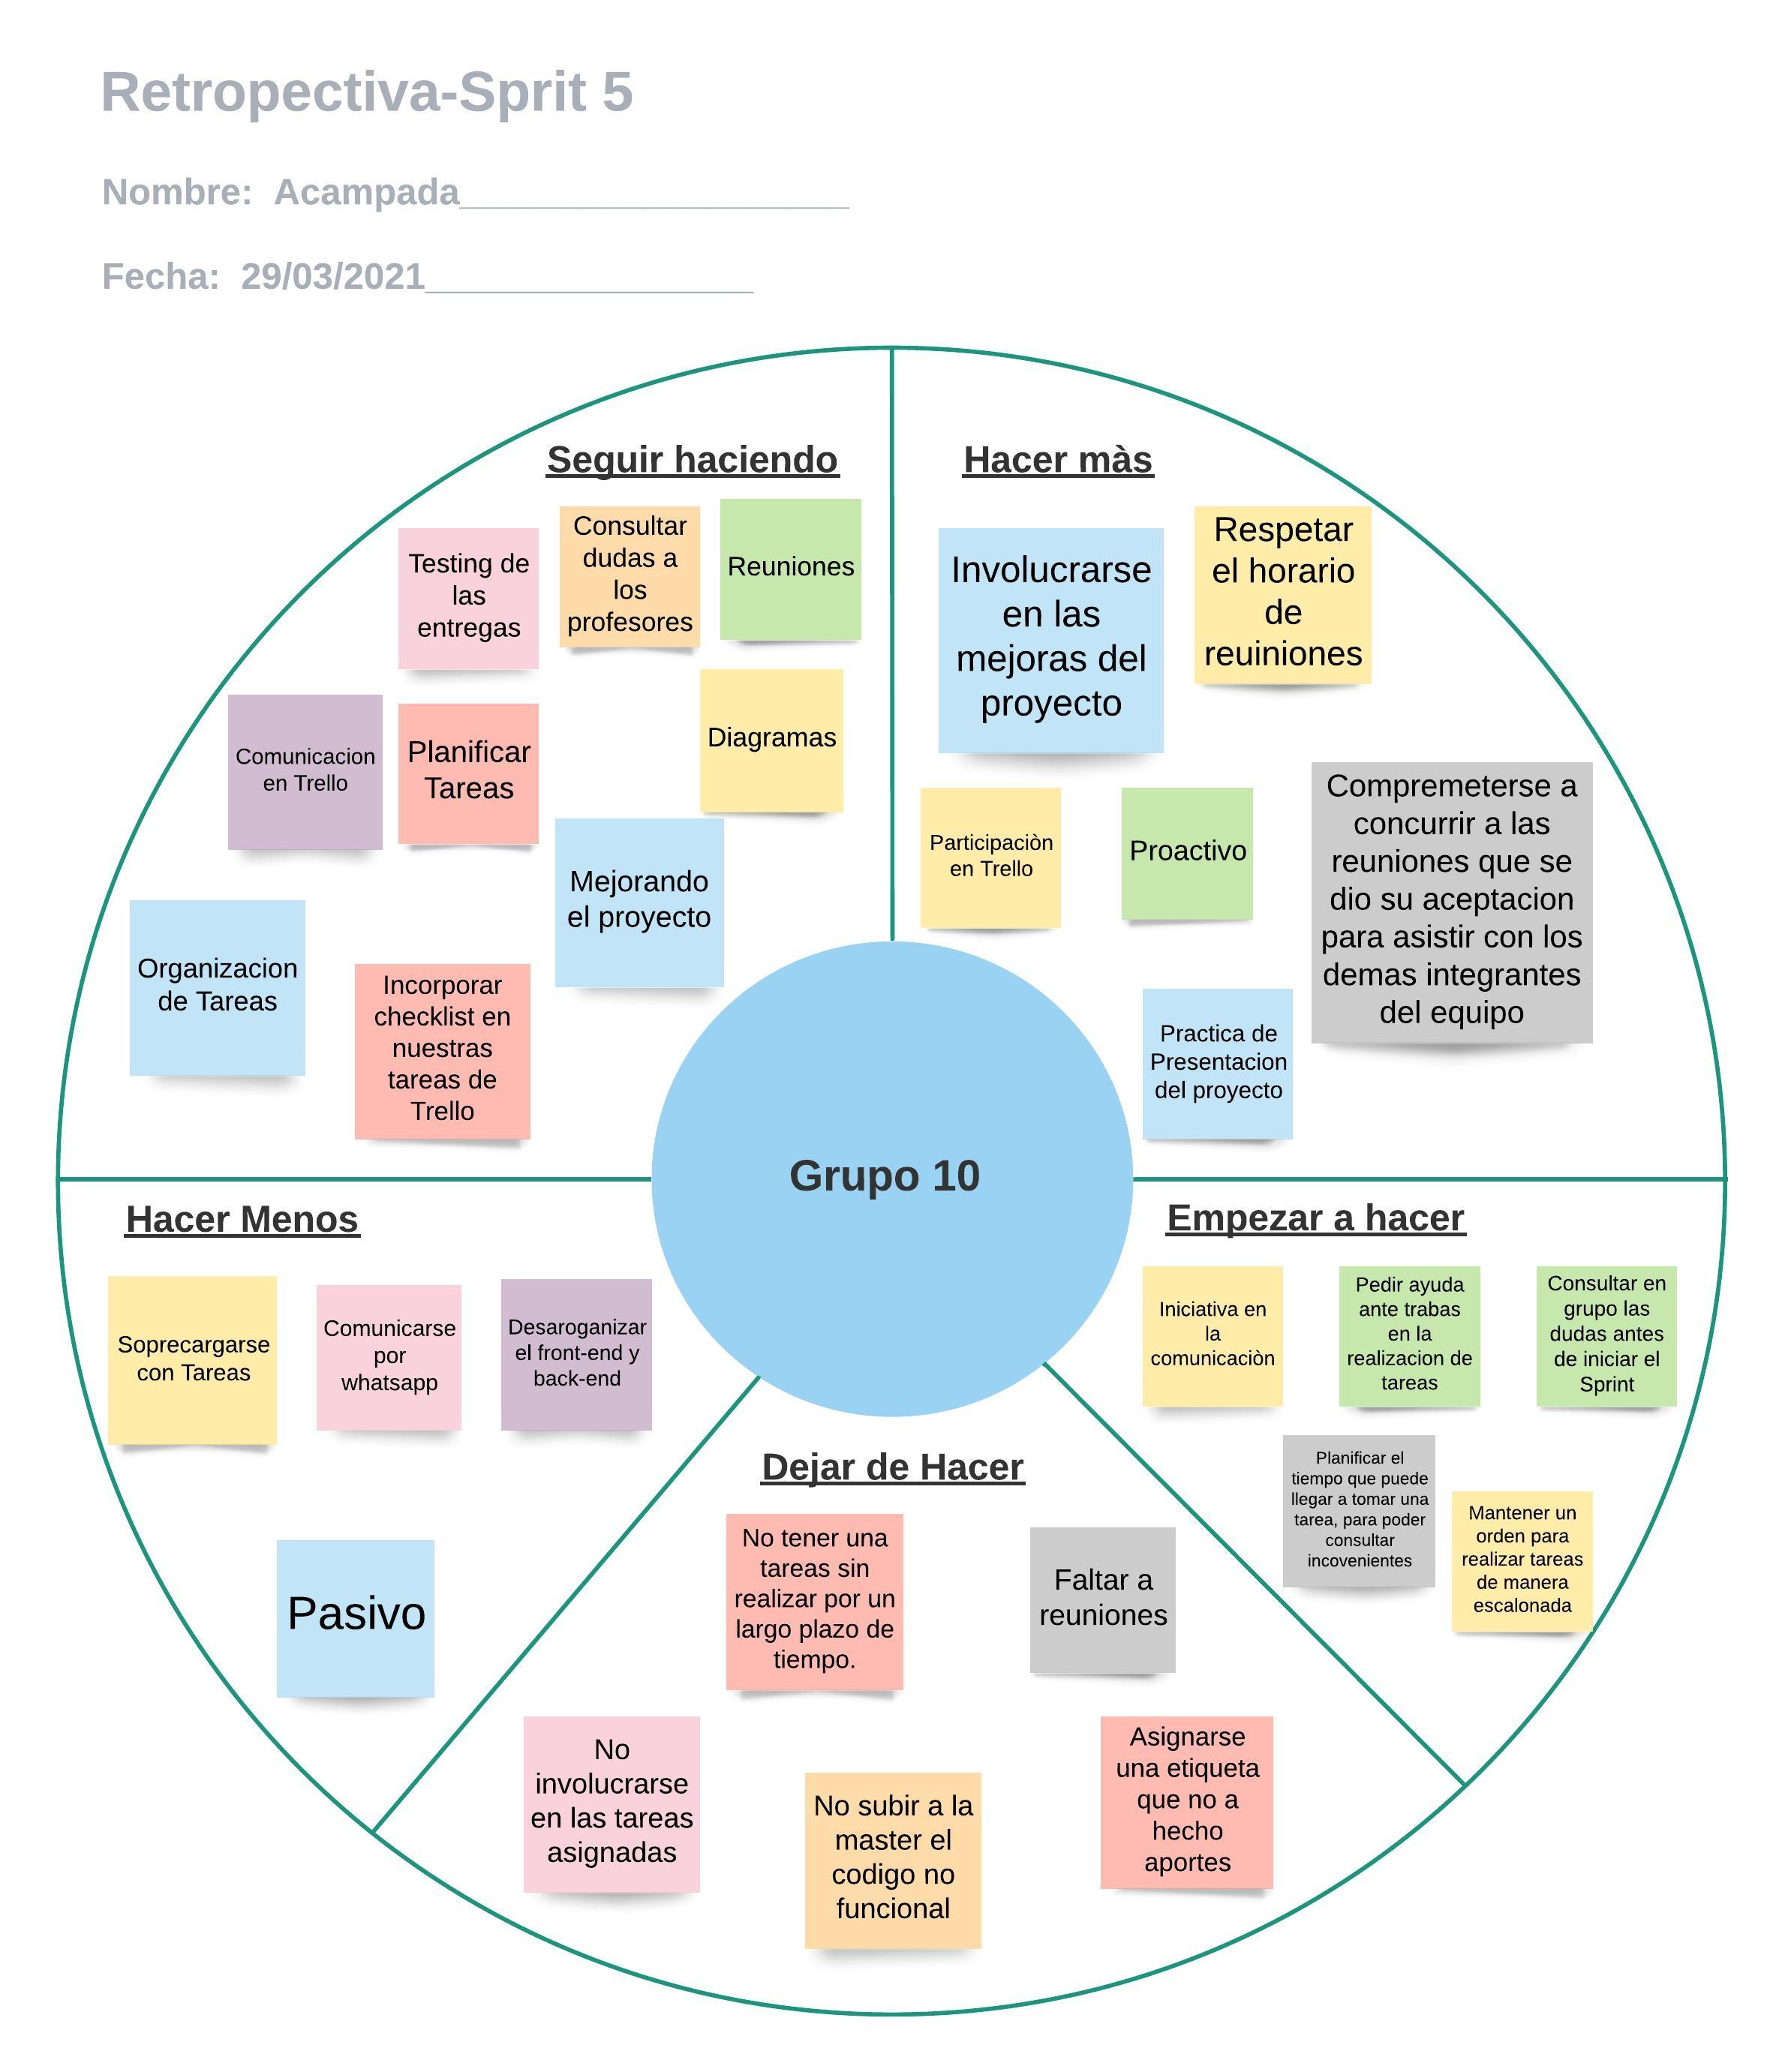 Retropectiva-Sprit 5
Nombre: Acampada___________________
Fecha: 29/03/2021________________
Seguir haciendo
Testing de
las
entregas
Consultar
dudas a
los
profesores
Reuniones
Comunicacion
en Trello
Planificar
Tareas
Diagramas
Mejorando
el proyecto
Organizacion
de Tareas
Incorporar
checklist en
nuestras
tareas de
Trello
Hacer màs
Involucrarse
en las
mejoras del
proyecto
Respetar
el horario
de
reuiniones
Participaciòn
en Trello
Proactivo
Compremeterse a
concurrir a las
reuniones que se
dio su aceptacion
para asistir con los
demas integrantes
del equipo
Practica de
Presentacion
del proyecto
Grupo 10
Hacer Menos
Soprecargarse
con Tareas
Comunicarse
por
whatsapp
Desaroganizar
el front-end y
back-end
Pasivo
Empezar a hacer
Iniciativa en
la
comunicaciòn
Pedir ayuda
ante trabas
en la
realizacion de
tareas
Consultar en
grupo las
dudas antes
de iniciar el
Sprint
Planificar el
tiempo que puede
llegar a tomar una
tarea, para poder
consultar
incovenientes
Mantener un
orden para
realizar tareas
de manera
escalonada
Dejar de Hacer
No tener una
tareas sin
realizar por un
largo plazo de
tiempo.
Faltar a
reuniones
No
involucrarse
en las tareas
asignadas
No subir a la
master el
codigo no
funcional
Asignarse
una etiqueta
que no a
hecho
aportes